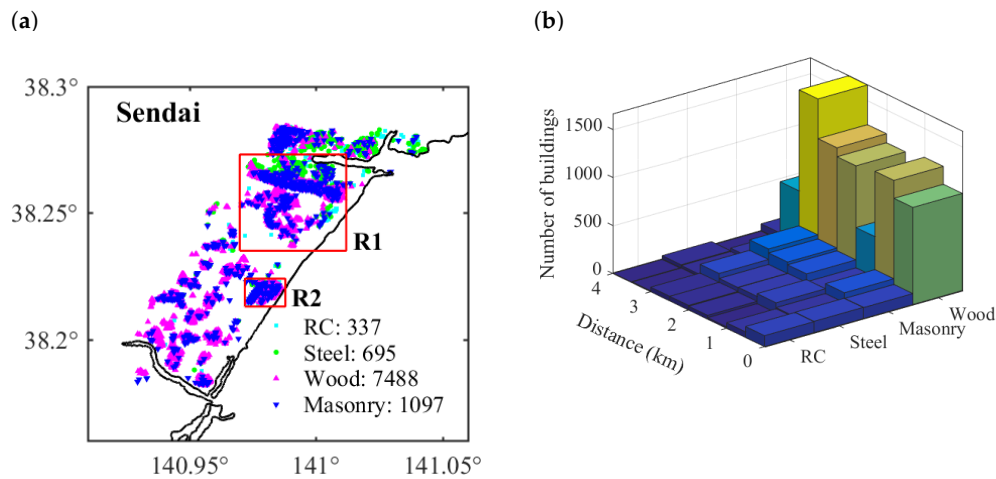 (a)
38.3°
38.25°
38.2°
Sendai
R1
R2
RC: 337
Steel: 695
Wood: 7488
Masonry: 1097
140.95°
141°
141.05°
(b)
Number of buildings
1500
1000
500
0
4
3
2
1
0
Distance (km)
RC
Steel
Masonry
Wood